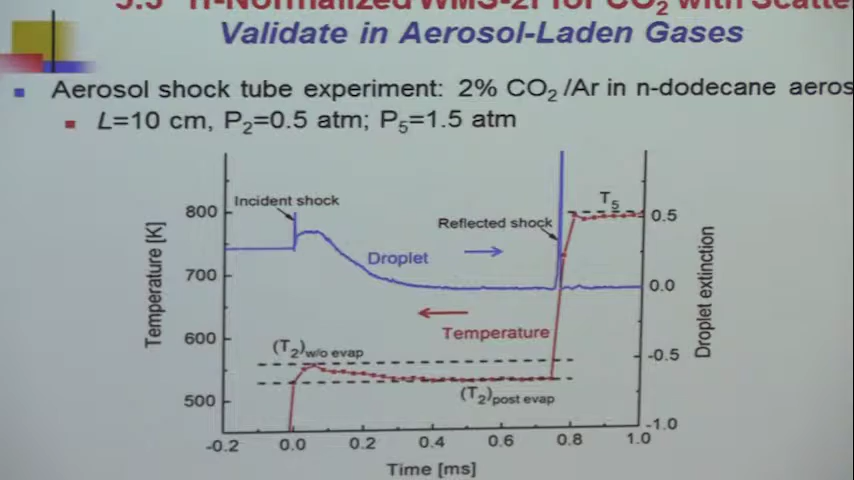 5.5 1f-Normalized WMS-2f for CO2 with Scatte
Validate in Aerosol-Laden Gases
Aerosol shock tube experiment: 2% CO2 /Ar in n-dodecane aeros
L=10 cm, P2=0.5 atm; P5=1.5 atm
Incident shock
T5
800
0.5
Reflected shock
Droplet
Temperature [K]
Droplet extinction
700
0.0
Temperature
600
(T2)w/o evap
-0.5
500
(T2)post evap
-1.0
-0.2 0.0 0.2 0.4 0.6 0.8 1.0
Time [ms]